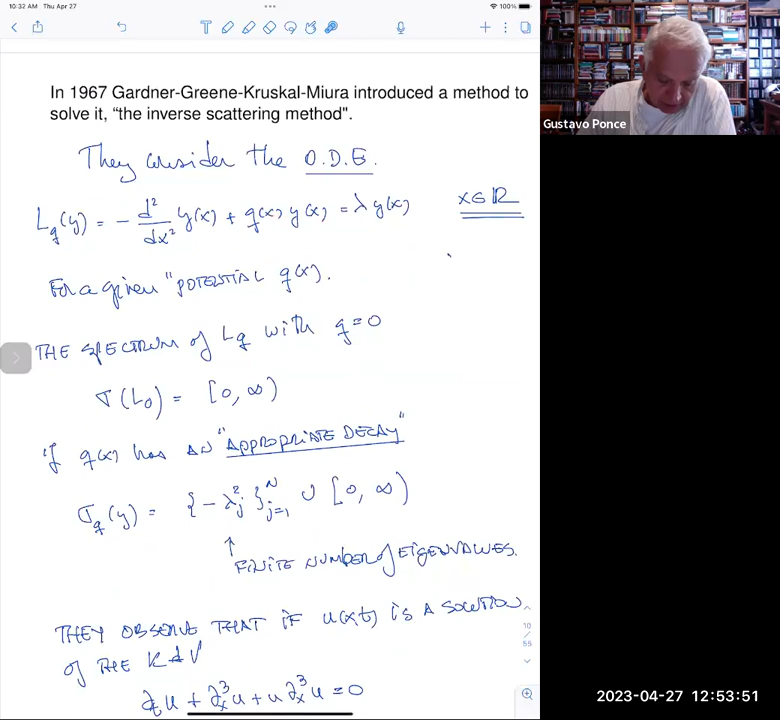 10:32 AM Thu Apr 27
100%
In 1967 Gardner-Greene-Kruskal-Miura introduced a method to
solve it, “the inverse scattering method".
They consider the O.D.E.
L_q(y) = - d²/dx² y(x) + q(x) y(x) = λ y(x) x∈ℝ
For a given "POTENTIAL q(x).
THE SPECTRUM of L_q with q=0
σ(L_0) = [0, ∞)
if q(x) has AN "APPROPRIATE DECAY"
σ_q(y) = {-λ_j²}_{j=1}^N ∪ [0, ∞)
↑
FINITE NUMBER of EIGENVALUES.
THEY OBSERVE THAT IF u(x,t) is A SOLUTION
of THE KdV
∂_t u + ∂_x³ u + u ∂_x³ u = 0
10
/
55
Gustavo Ponce
2023-04-27 12:53:51